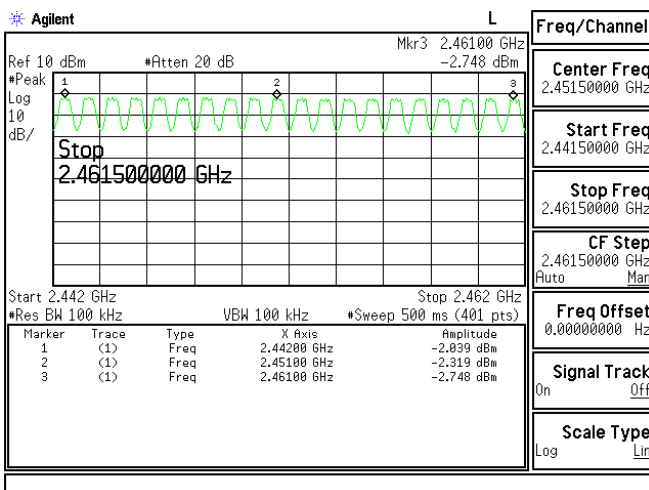 Agilent
L
Mkr3 2.46100 GHz
Ref 10 dBm #Atten 20 dB -2.748 dBm
#Peak
Log
10
dB/
1 2 3
Stop
2.461500000 GHz
Start 2.442 GHz Stop 2.462 GHz
#Res BW 100 kHz VBW 100 kHz #Sweep 500 ms (401 pts)
Marker Trace Type X Axis Amplitude
1 (1) Freq 2.44200 GHz -2.039 dBm
2 (1) Freq 2.45100 GHz -2.319 dBm
3 (1) Freq 2.46100 GHz -2.748 dBm
Freq/Channel
Center Freq
2.45150000 GHz
Start Freq
2.44150000 GHz
Stop Freq
2.46150000 GHz
CF Step
2.46150000 GHz
Auto Man
Freq Offset
0.00000000 Hz
Signal Track
On Off
Scale Type
Log Lin